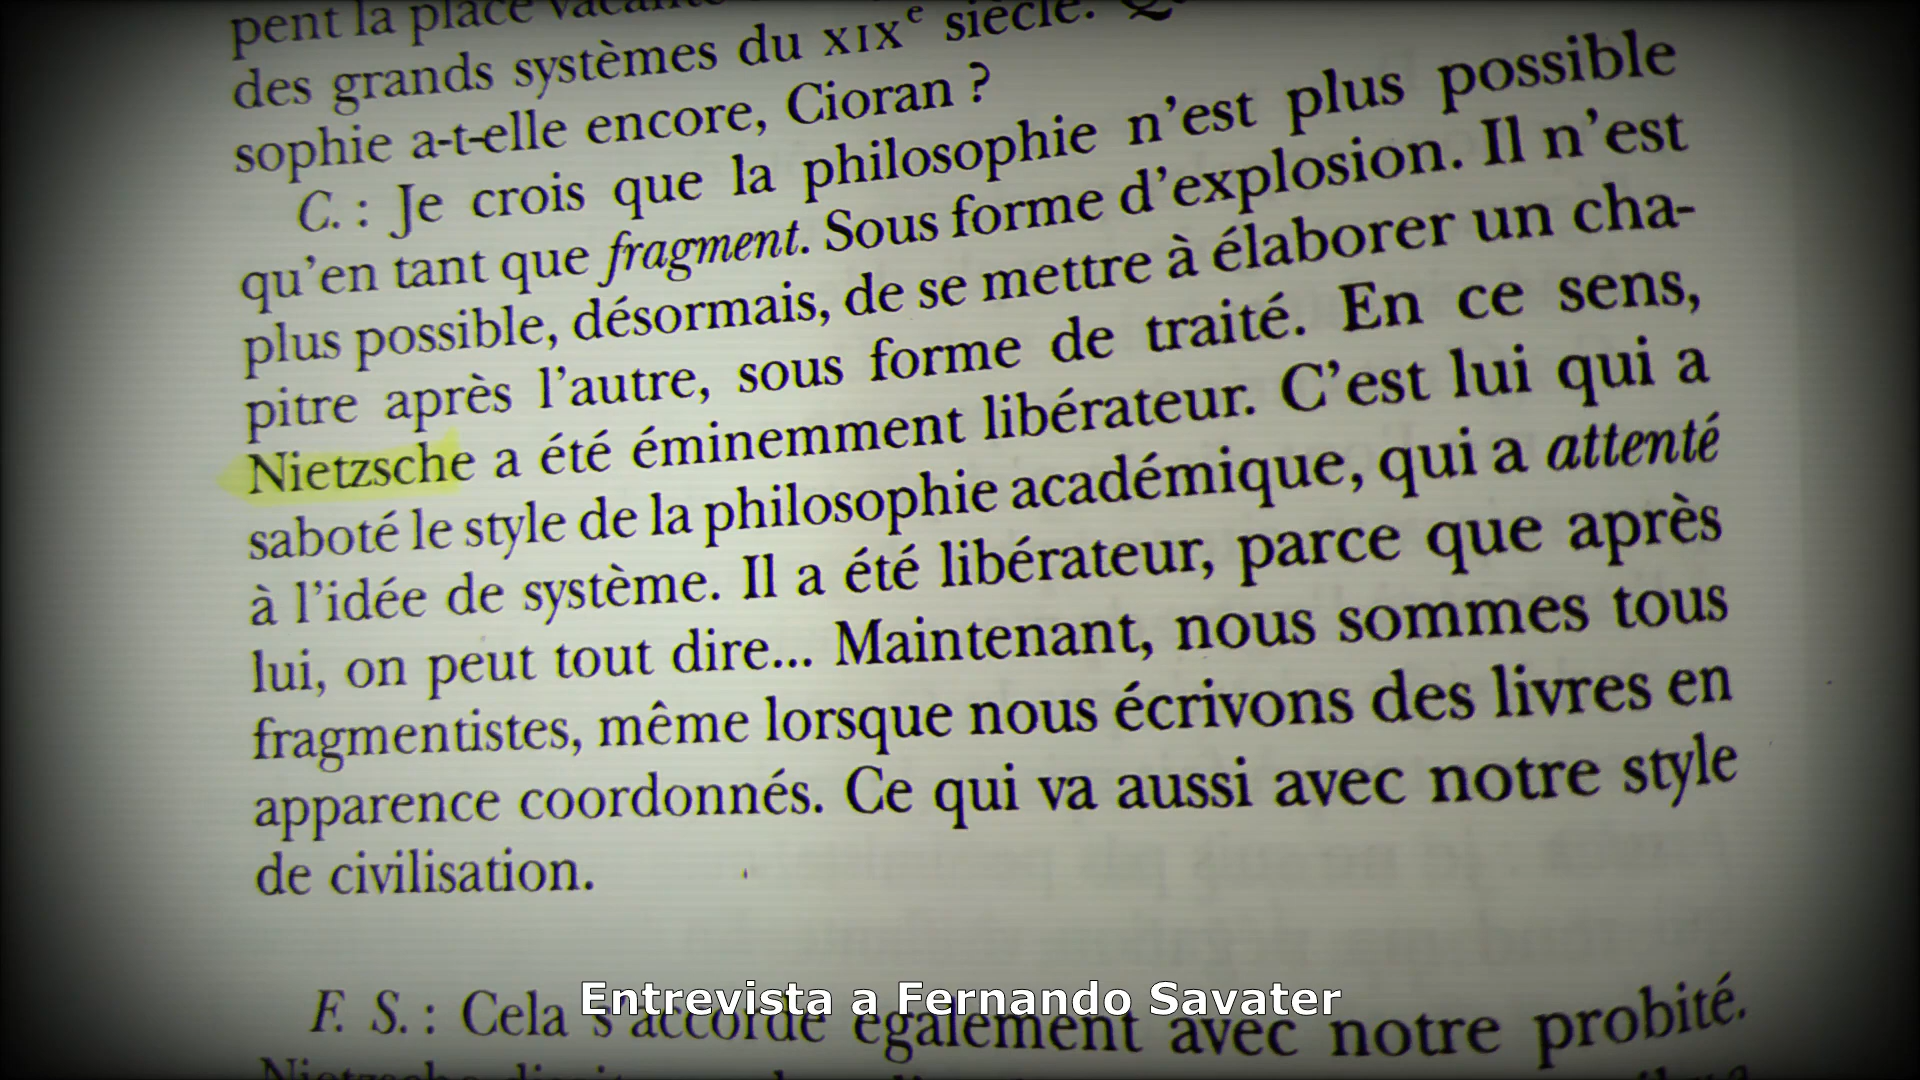 pent la place
des grands systèmes du XIXe siècle.
sophie a-t-elle encore, Cioran ?
C. : Je crois que la philosophie n'est plus possible
qu'en tant que fragment. Sous forme d'explosion. Il n'est
plus possible, désormais, de se mettre à élaborer un cha-
pitre après l'autre, sous forme de traité. En ce sens,
Nietzsche a été éminemment libérateur. C'est lui qui a
saboté le style de la philosophie académique, qui a attenté
à l'idée de système. Il a été libérateur, parce que après
lui, on peut tout dire... Maintenant, nous sommes tous
fragmentistes, même lorsque nous écrivons des livres en
apparence coordonnés. Ce qui va aussi avec notre style
de civilisation.
Entrevista a Fernando Savater
F. S. : Cela s'accorde également avec notre probité.
Nietzsche